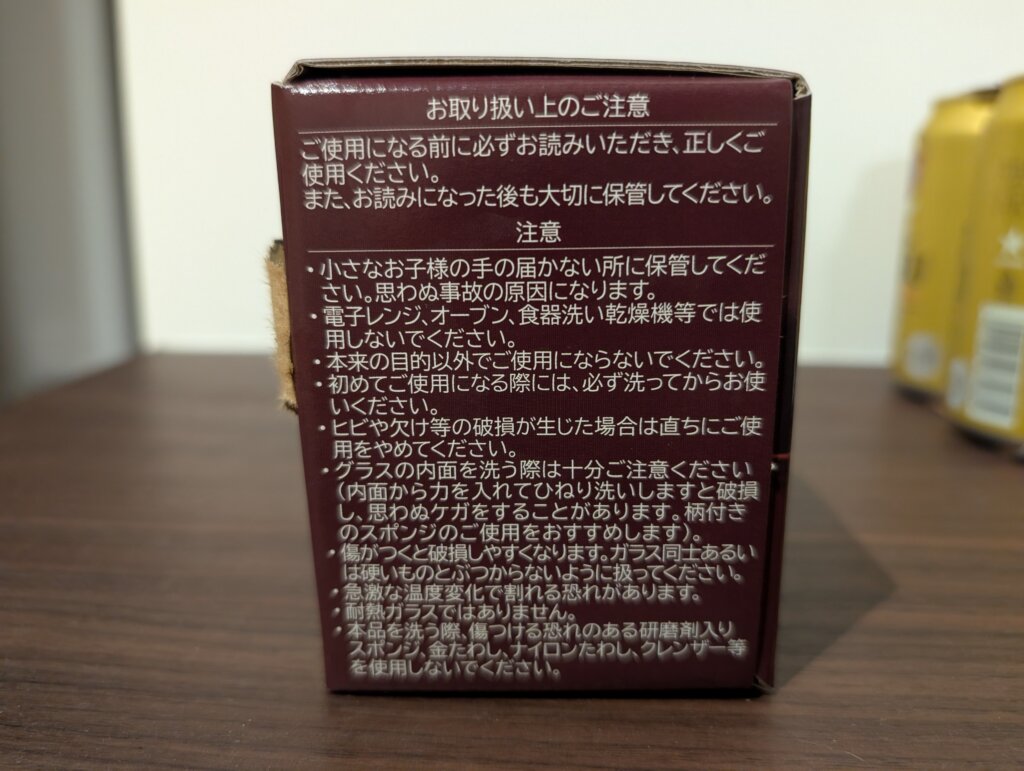 お取り扱い上のご注意
ご使用になる前に必ずお読みいただき、正しくご
使用ください。
また、お読みになった後も大切に保管してください。
注意
・小さなお子様の手の届かない所に保管してくだ
さい。思わぬ事故の原因になります。
・電子レンジ、オーブン、食器洗い乾燥機等では使
用しないでください。
・本来の目的以外でご使用にならないでください。
・初めてご使用になる際には、必ず洗ってからお使
いください。
・ヒビや欠け等の破損が生じた場合は直ちにご使
用をやめてください。
・グラスの内面を洗う際は十分ご注意ください
(内面から力を入れてひねり洗いしますと破損
し、思わぬケガをすることがあります。柄付き
のスポンジのご使用をおすすめします)。
・傷がつくと破損しやすくなります。ガラス同士あるい
は硬いものとぶつからないように扱ってください。
・急激な温度変化で割れる恐れがあります。
・耐熱ガラスではありません。
・本品を洗う際、傷つける恐れのある研磨剤入り
スポンジ、金たわし、ナイロンたわし、クレンザー等
を使用しないでください。